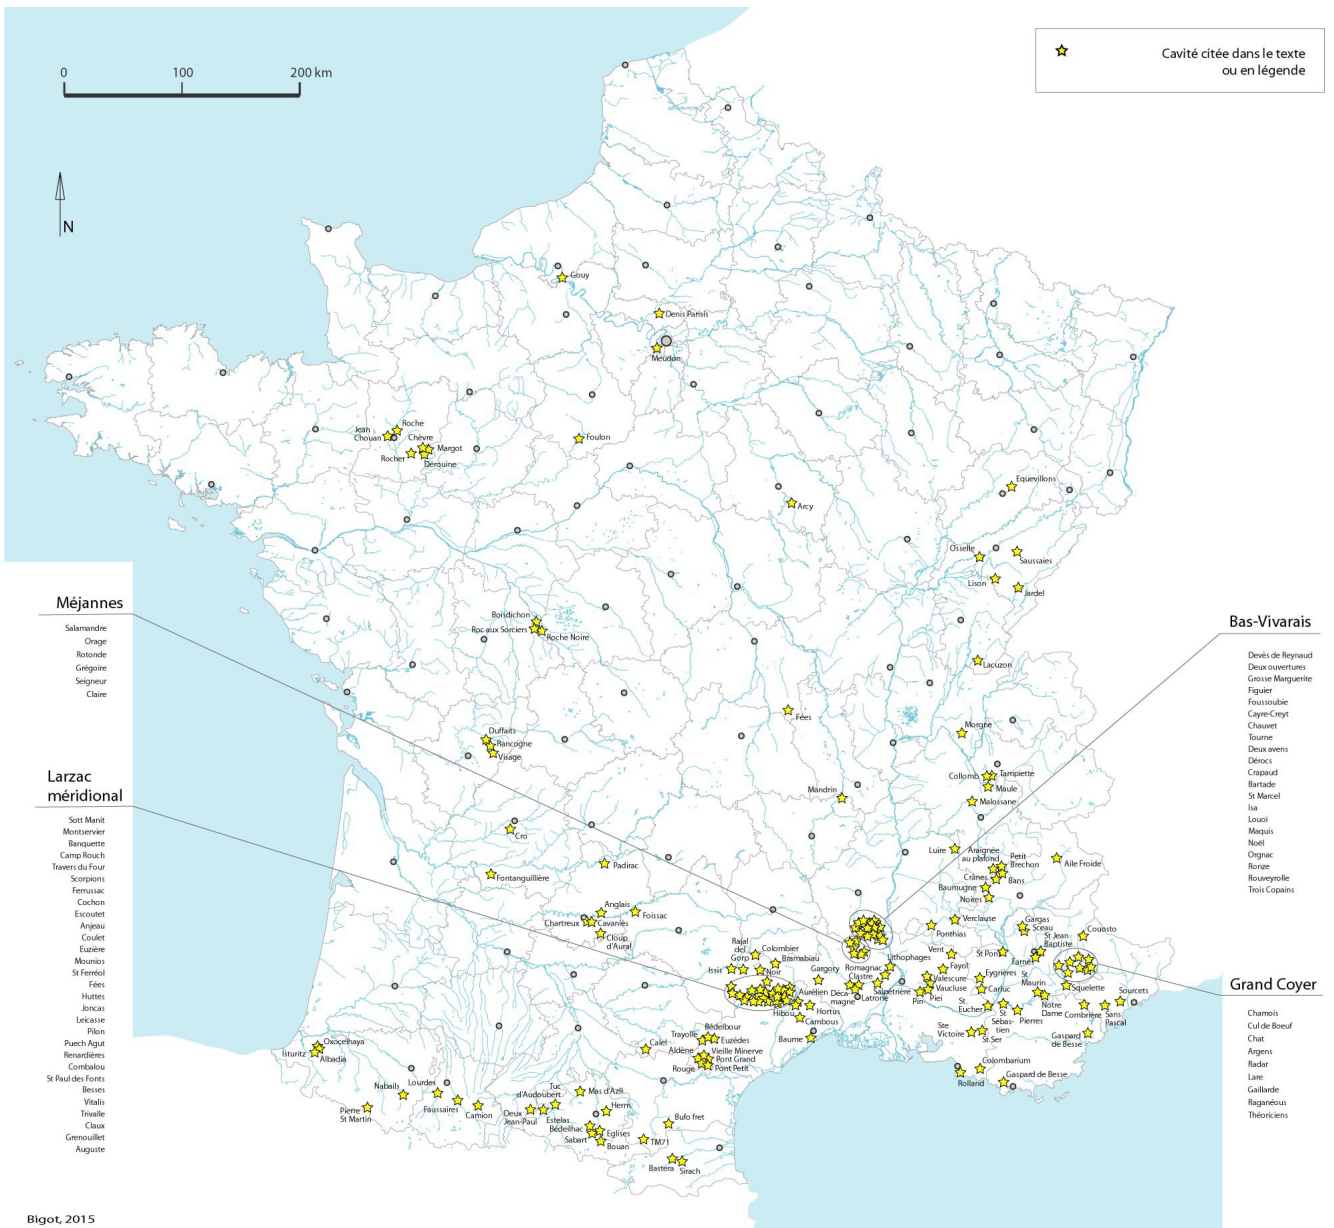 Cavité citée dans le texte
ou en légende
0 100 200 km
N
Gouy
Denis Parisis
Meudon
Foulon
Jean
Chouan
Roche
Chèvre
Margot
Rocher
Derouine
Equevillons
Arcy
Osselle
Saussaies
Lison
Jardel
Boisdichon
Roc aux Sorciers
Roche Noire
Lacuzon
Fées
Morgne
Duffaits
Rancogne
Visage
Mandrin
Collomb
Tampiette
Maule
Malossane
Cro
Padirac
Fontanguillière
Luire
Araignée
au plafond
Petit
Brechon
Aile Froide
Crânes
Bans
Baumugne
Noires
Anglais
Foissac
Chartreux
Cavaniès
Cloup
d'Aural
Verclause
Ponthias
Gargas
Sceau
St Jean
Baptiste
Couosto
Rajal
del
Gorp
Colombier
Bramabiau
Issir
Noir
Gargory
Romagnac
Clastre
Lithophages
Vent
Fayol
St Pons
Farnet
Valescure
Vaucluse
Eygrières
Carluc
St
Maurin
Squelette
Aurélien
Déca-
magne
Latrone
Salpétrière
Pin
Piei
St
Eucher
St
Sébas-
tien
Pierres
Notre
Dame
Combrière
Sans
Pascal
Sourcets
Hibou
Hortus
Cambous
Baume
Ste
Victoire
St Ser
Gaspard
de Besse
Trayolle
Bédelbour
Euzèdes
Calel
Aldène
Vieille Minerve
Pont Grand
Rouge
Pont Petit
Colombarium
Rolland
Gaspard de Besse
Oxocelhaya
Isturitz
Albadia
Nabails
Lourdes
Pierre
St Martin
Faussaires
Camion
Tuc
d'Audoubert
Mas d'Azil
Deux
Jean-Paul
Estelas
Herm
Bédeilhac
Eglises
Sabart
Bouan
Bufo fret
TM71
Bastera
Sirach
Méjannes
Salamandre
Orage
Rotonde
Grégoire
Seigneur
Claire
Larzac
méridional
Sott Manit
Montservier
Banquette
Camp Rouch
Travers du Four
Scorpions
Ferrussac
Cochon
Escoutet
Anjeau
Coulet
Euzière
Mounios
St Ferréol
Fées
Huttes
Joncas
Leicasse
Pilon
Puech Agut
Renardières
Combalou
St Paul des Fonts
Besses
Vitalis
Trivalle
Claux
Grenouillet
Auguste
Bas-Vivarais
Devès de Reynaud
Deux ouvertures
Grosse Marguerite
Figuier
Foussoubie
Cayre-Creyt
Chauvet
Tourne
Deux avens
Dérocs
Crapaud
Bartade
St Marcel
Isa
Louoï
Maquis
Noël
Orgnac
Ronze
Rouveyrolle
Trois Copains
Grand Coyer
Chamois
Cul de Boeuf
Chat
Argens
Radar
Lare
Gaillarde
Raganéous
Théoriciens
Bigot, 2015